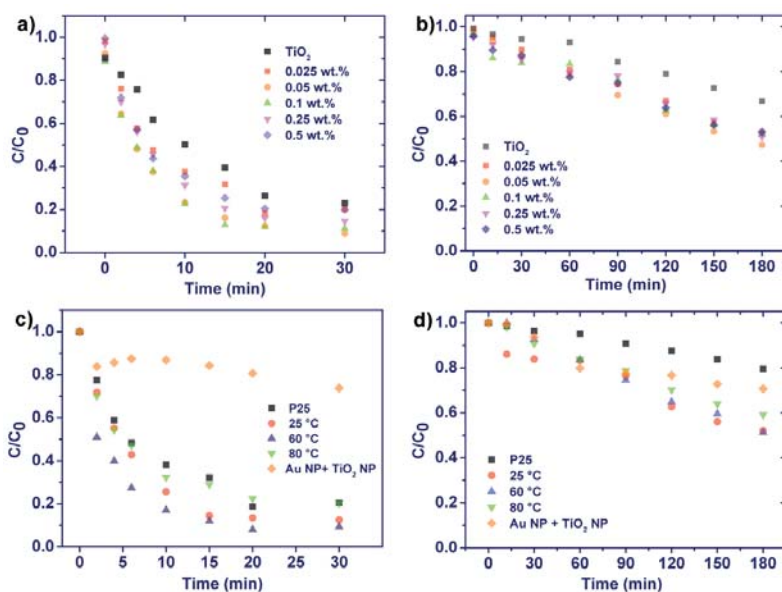 a)
C/C0
1.0
0.8
0.6
0.4
0.2
0.0
TiO2
0.025 wt.%
0.05 wt.%
0.1 wt.%
0.25 wt.%
0.5 wt.%
0 10 20 30
Time (min)
b)
C/C0
1.0
0.8
0.6
0.4
0.2
0.0
TiO2
0.025 wt.%
0.05 wt.%
0.1 wt.%
0.25 wt.%
0.5 wt.%
0 30 60 90 120 150 180
Time (min)
c)
C/C0
1.0
0.8
0.6
0.4
0.2
0.0
P25
25 °C
60 °C
80 °C
Au NP+ TiO2 NP
0 5 10 15 20 25 30
Time (min)
d)
C/C0
1.0
0.8
0.6
0.4
0.2
0.0
P25
25 °C
60 °C
80 °C
Au NP + TiO2 NP
0 30 60 90 120 150 180
Time (min)